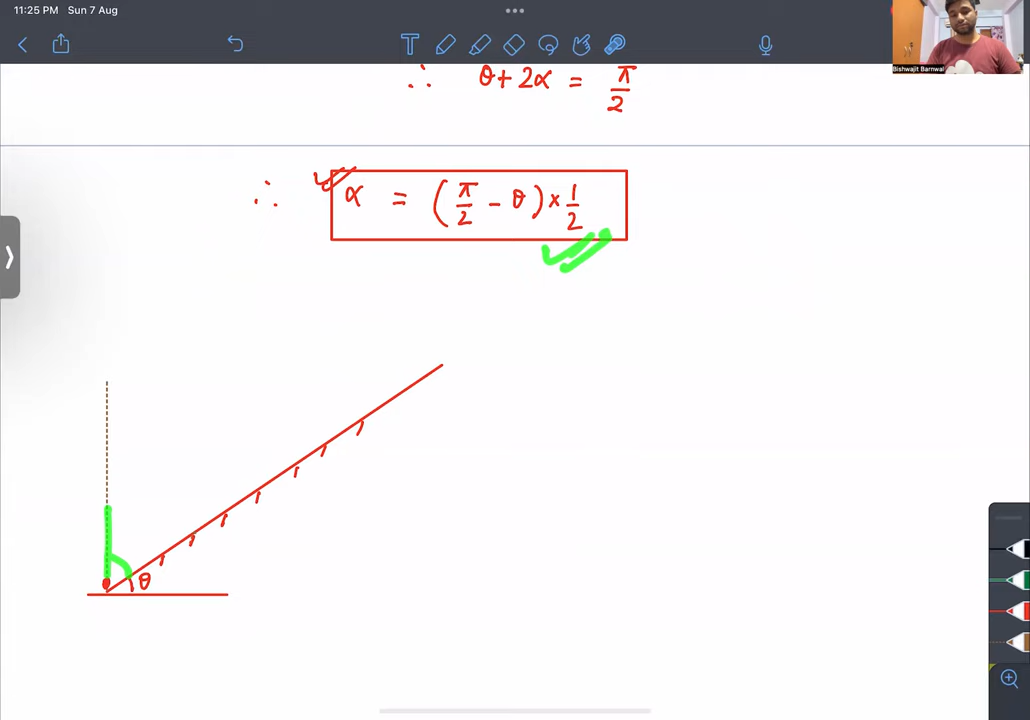 11:25 PM Sun 7 Aug
T
Bishwajit Barnwal
∴ θ + 2α = π/2
∴ α = (π/2 - θ) × 1/2
θ